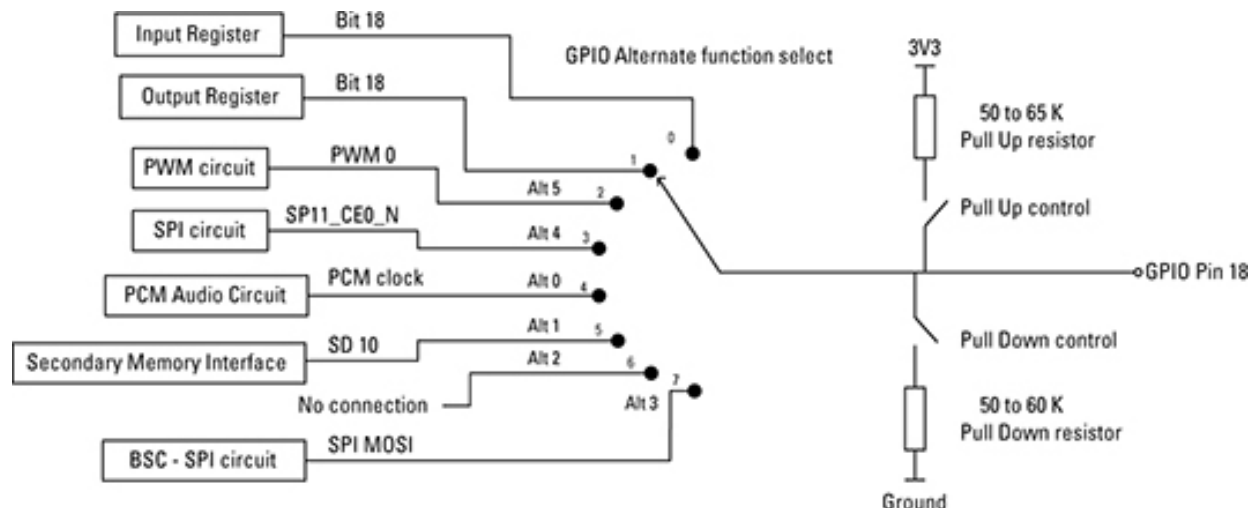 Input Register
Bit 18
GPIO Alternate function select
3V3
Output Register
Bit 18
50 to 65 K
Pull Up resistor
0
1
PWM circuit
PWM 0
Alt 5
2
SPI circuit
SP11_CE0_N
Alt 4
3
Pull Up control
GPIO Pin 18
PCM Audio Circuit
PCM clock
Alt 0
4
Secondary Memory Interface
SD 10
Alt 1
5
Pull Down control
Alt 2
6
7
No connection
Alt 3
50 to 60 K
Pull Down resistor
BSC - SPI circuit
SPI MOSI
Ground